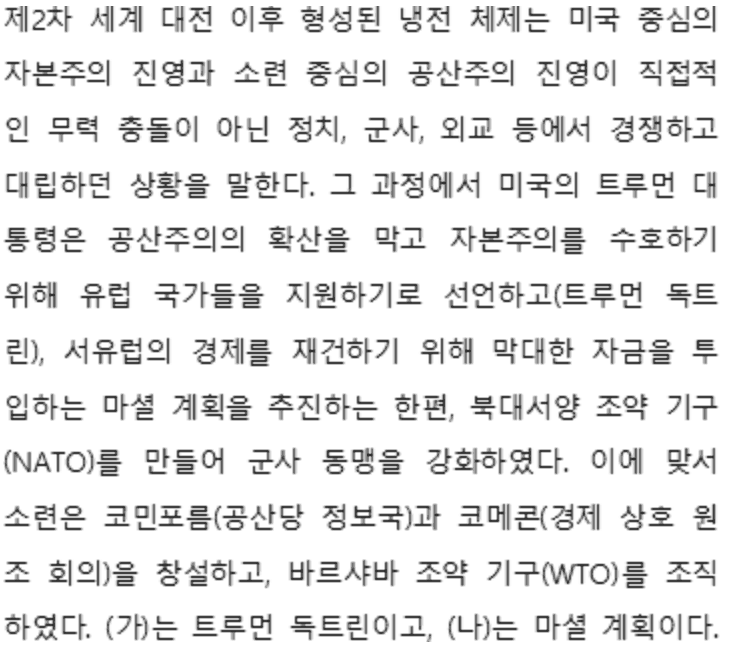 제2차 세계 대전 이후 형성된 냉전 체제는 미국 중심의
자본주의 진영과 소련 중심의 공산주의 진영이 직접적
인 무력 충돌이 아닌 정치, 군사, 외교 등에서 경쟁하고
대립하던 상황을 말한다. 그 과정에서 미국의 트루먼 대
통령은 공산주의의 확산을 막고 자본주의를 수호하기
위해 유럽 국가들을 지원하기로 선언하고(트루먼 독트
린), 서유럽의 경제를 재건하기 위해 막대한 자금을 투
입하는 마셜 계획을 추진하는 한편, 북대서양 조약 기구
(NATO)를 만들어 군사 동맹을 강화하였다. 이에 맞서
소련은 코민포름(공산당 정보국)과 코메콘(경제 상호 원
조 회의)을 창설하고, 바르샤바 조약 기구(WTO)를 조직
하였다. (가)는 트루먼 독트린이고, (나)는 마셜 계획이다.